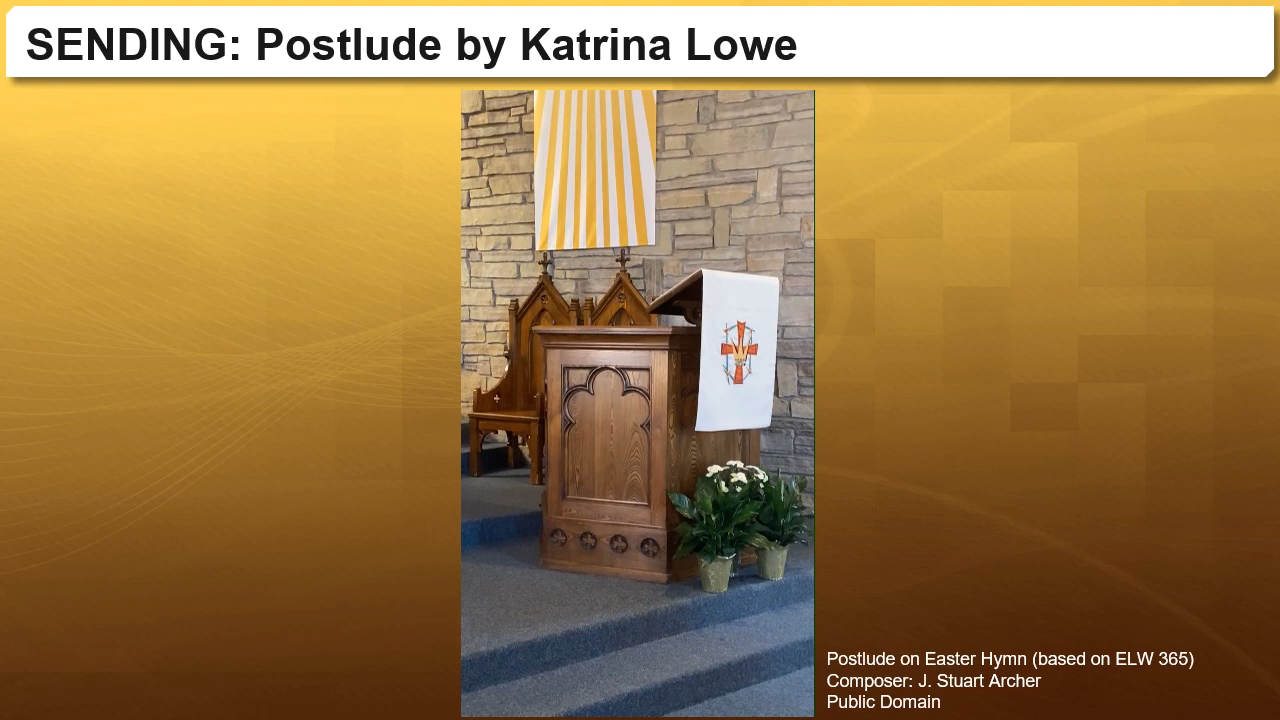 SENDING: Postlude by Katrina Lowe
Postlude on Easter Hymn (based on ELW 365)
Composer: J. Stuart Archer
Public Domain